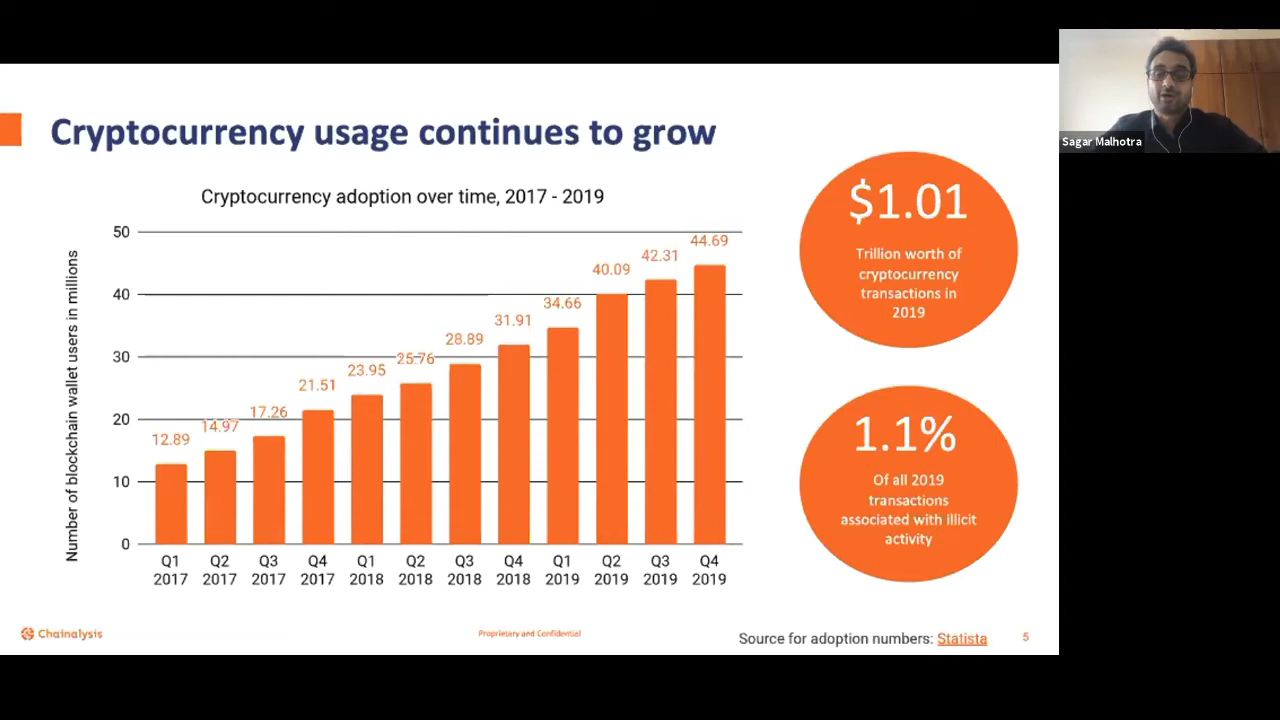 Cryptocurrency usage continues to grow
Cryptocurrency adoption over time, 2017 - 2019
Number of blockchain wallet users in millions
50
40
30
20
10
0
12.89
14.97
17.26
21.51
23.95
25.76
28.89
31.91
34.66
40.09
42.31
44.69
Q1 2017
Q2 2017
Q3 2017
Q4 2017
Q1 2018
Q2 2018
Q3 2018
Q4 2018
Q1 2019
Q2 2019
Q3 2019
Q4 2019
$1.01
Trillion worth of
cryptocurrency
transactions in
2019
1.1%
Of all 2019
transactions
associated with illicit
activity
Chainalysis
Proprietary and Confidential
Source for adoption numbers: Statista
5
Sagar Malhotra